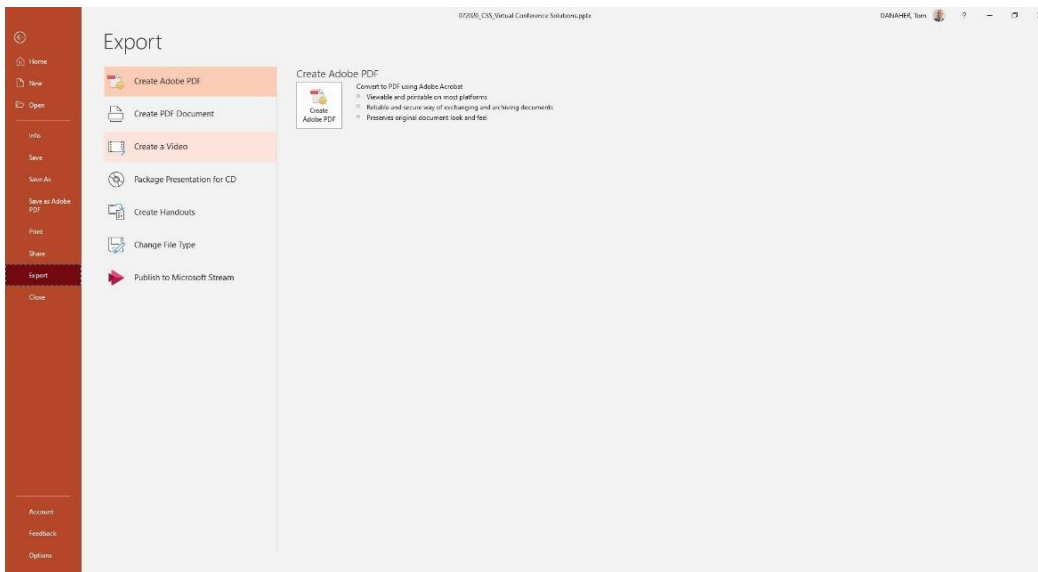 072020_CSS_Virtual Conference Solutions.pptx
DANAHER, Tom
?
Home
New
Open
Info
Save
Save As
Save as Adobe
PDF
Print
Share
Export
Close
Account
Feedback
Options
Export
Create Adobe PDF
Create PDF Document
Create a Video
Package Presentation for CD
Create Handouts
Change File Type
Publish to Microsoft Stream
Create Adobe PDF
Create
Adobe PDF
Convert to PDF using Adobe Acrobat
Viewable and printable on most platforms
Reliable and secure way of exchanging and archiving documents
Preserves original document look and feel